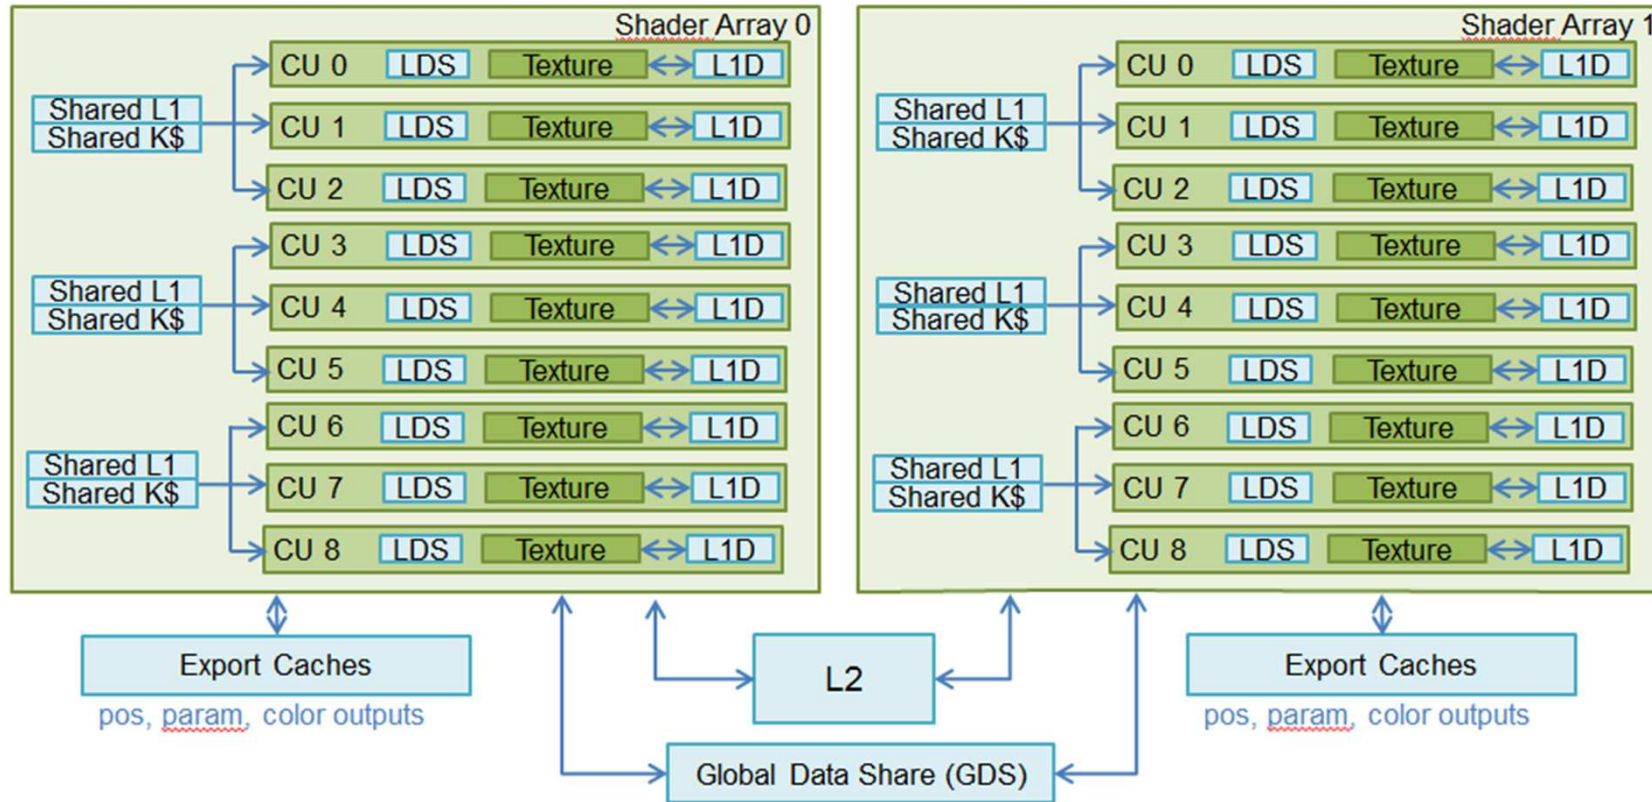 Shader Array 0
CU 0 LDS Texture L1D
Shared L1
Shared K$
CU 1 LDS Texture L1D
CU 2 LDS Texture L1D
CU 3 LDS Texture L1D
Shared L1
Shared K$
CU 4 LDS Texture L1D
CU 5 LDS Texture L1D
CU 6 LDS Texture L1D
Shared L1
Shared K$
CU 7 LDS Texture L1D
CU 8 LDS Texture L1D
Shader Array 1
CU 0 LDS Texture L1D
Shared L1
Shared K$
CU 1 LDS Texture L1D
CU 2 LDS Texture L1D
CU 3 LDS Texture L1D
Shared L1
Shared K$
CU 4 LDS Texture L1D
CU 5 LDS Texture L1D
CU 6 LDS Texture L1D
Shared L1
Shared K$
CU 7 LDS Texture L1D
CU 8 LDS Texture L1D
Export Caches
pos, param, color outputs
L2
Export Caches
pos, param, color outputs
Global Data Share (GDS)